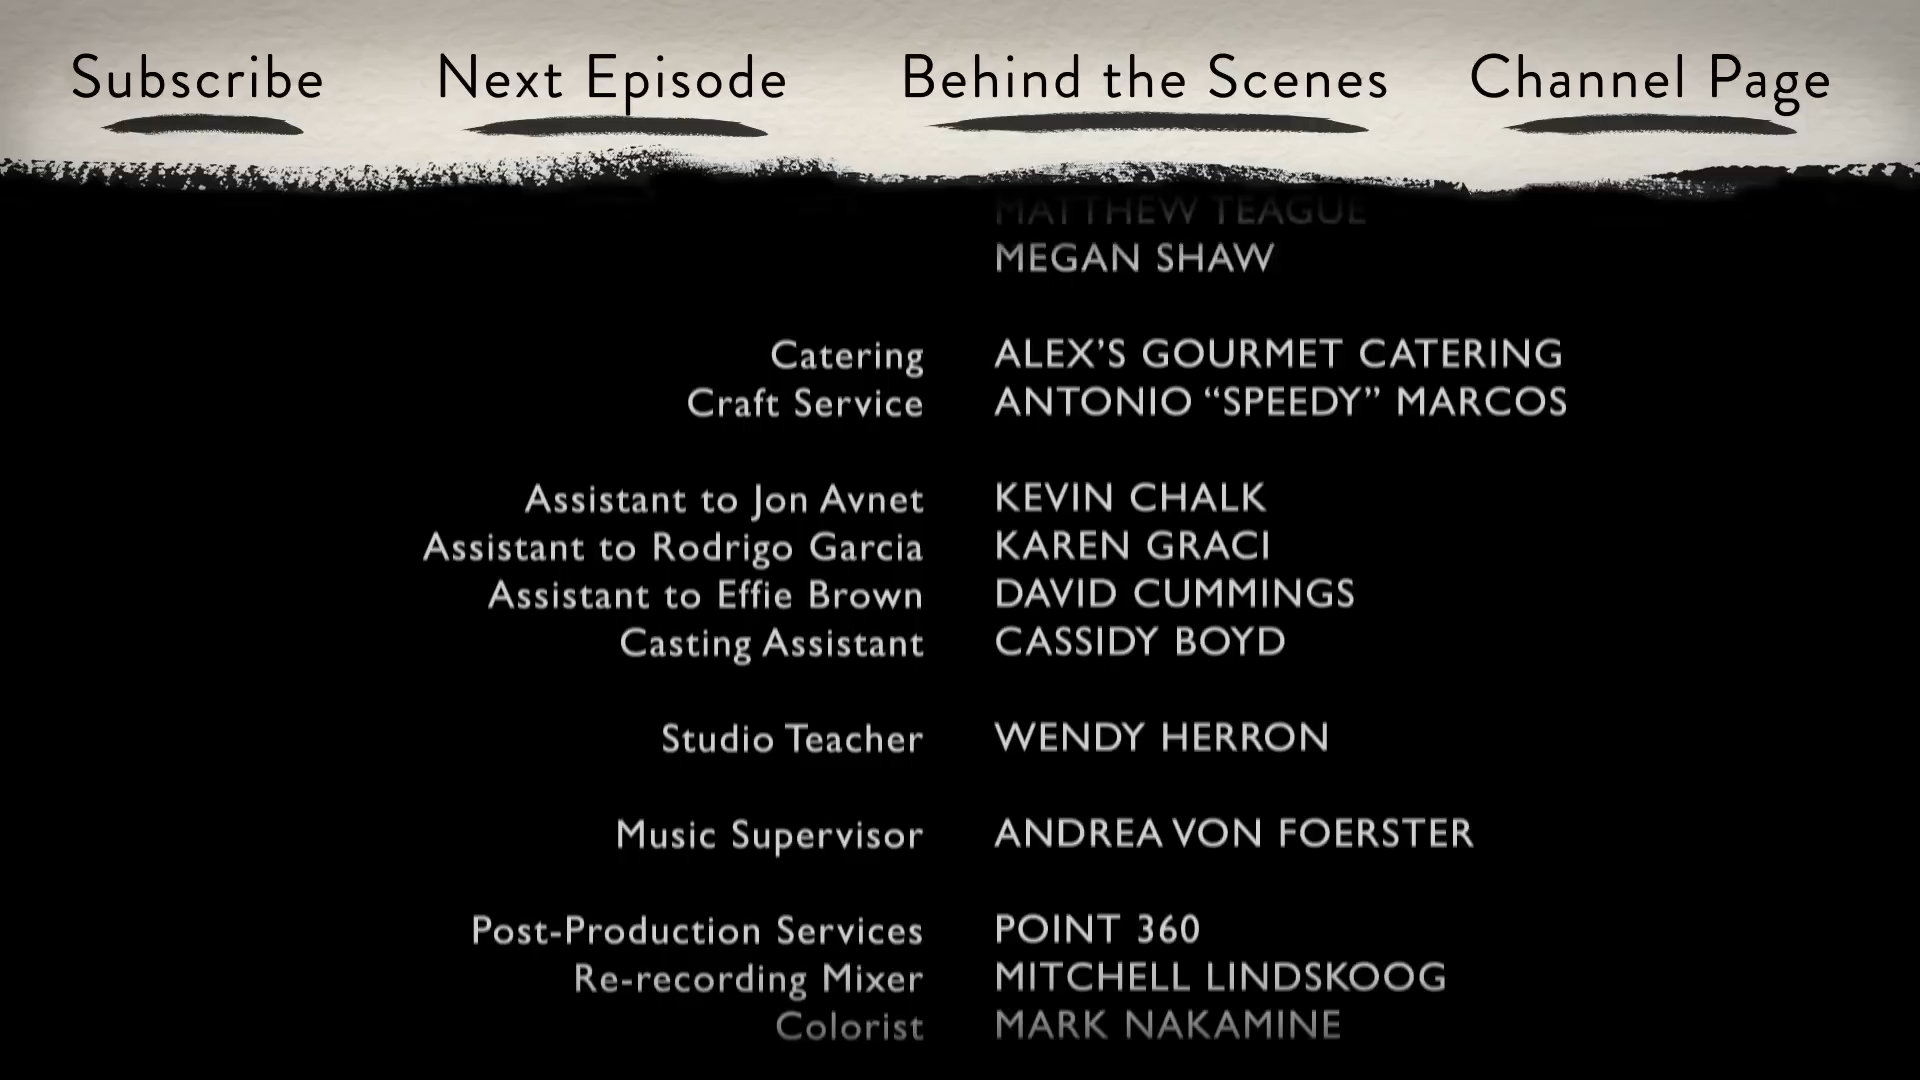 Subscribe Next Episode Behind the Scenes Channel Page
MATTHEW TEAGUE
MEGAN SHAW
Catering ALEX’S GOURMET CATERING
Craft Service ANTONIO “SPEEDY” MARCOS
Assistant to Jon Avnet KEVIN CHALK
Assistant to Rodrigo Garcia KAREN GRACI
Assistant to Effie Brown DAVID CUMMINGS
Casting Assistant CASSIDY BOYD
Studio Teacher WENDY HERRON
Music Supervisor ANDREA VON FOERSTER
Post-Production Services POINT 360
Re-recording Mixer MITCHELL LINDSKOOG
Colorist MARK NAKAMINE